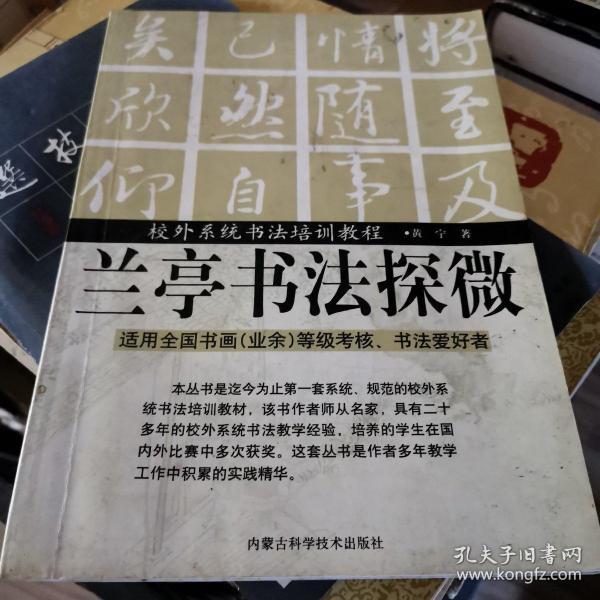 矣己情将
欣然随至
仰自事及
校外系统书法培训教程 •黄宁 著
兰亭书法探微
适用全国书画(业余)等级考核、书法爱好者
本丛书是迄今为止第一套系统、规范的校外系
统书法培训教材，该书作者师从名家，具有二十
多年的校外系统书法教学经验，培养的学生在国
内外比赛中多次获奖。这套丛书是作者多年教学
工作中积累的实践精华。
内蒙古科学技术出版社
孔夫子旧书网
www.kongfz.com